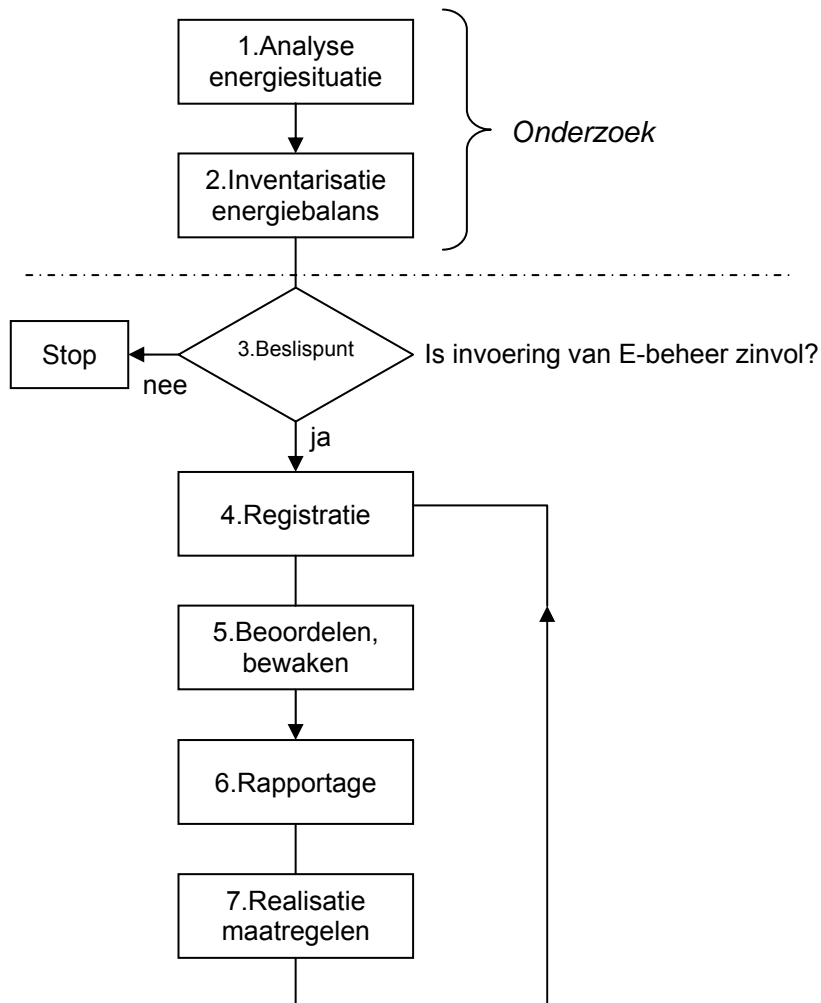 1.Analyse
energiesituatie
Onderzoek
2.Inventarisatie
energiebalans
Stop
3.Beslispunt
Is invoering van E-beheer zinvol?
nee
ja
4.Registratie
5.Beoordelen,
bewaken
6.Rapportage
7.Realisatie
maatregelen